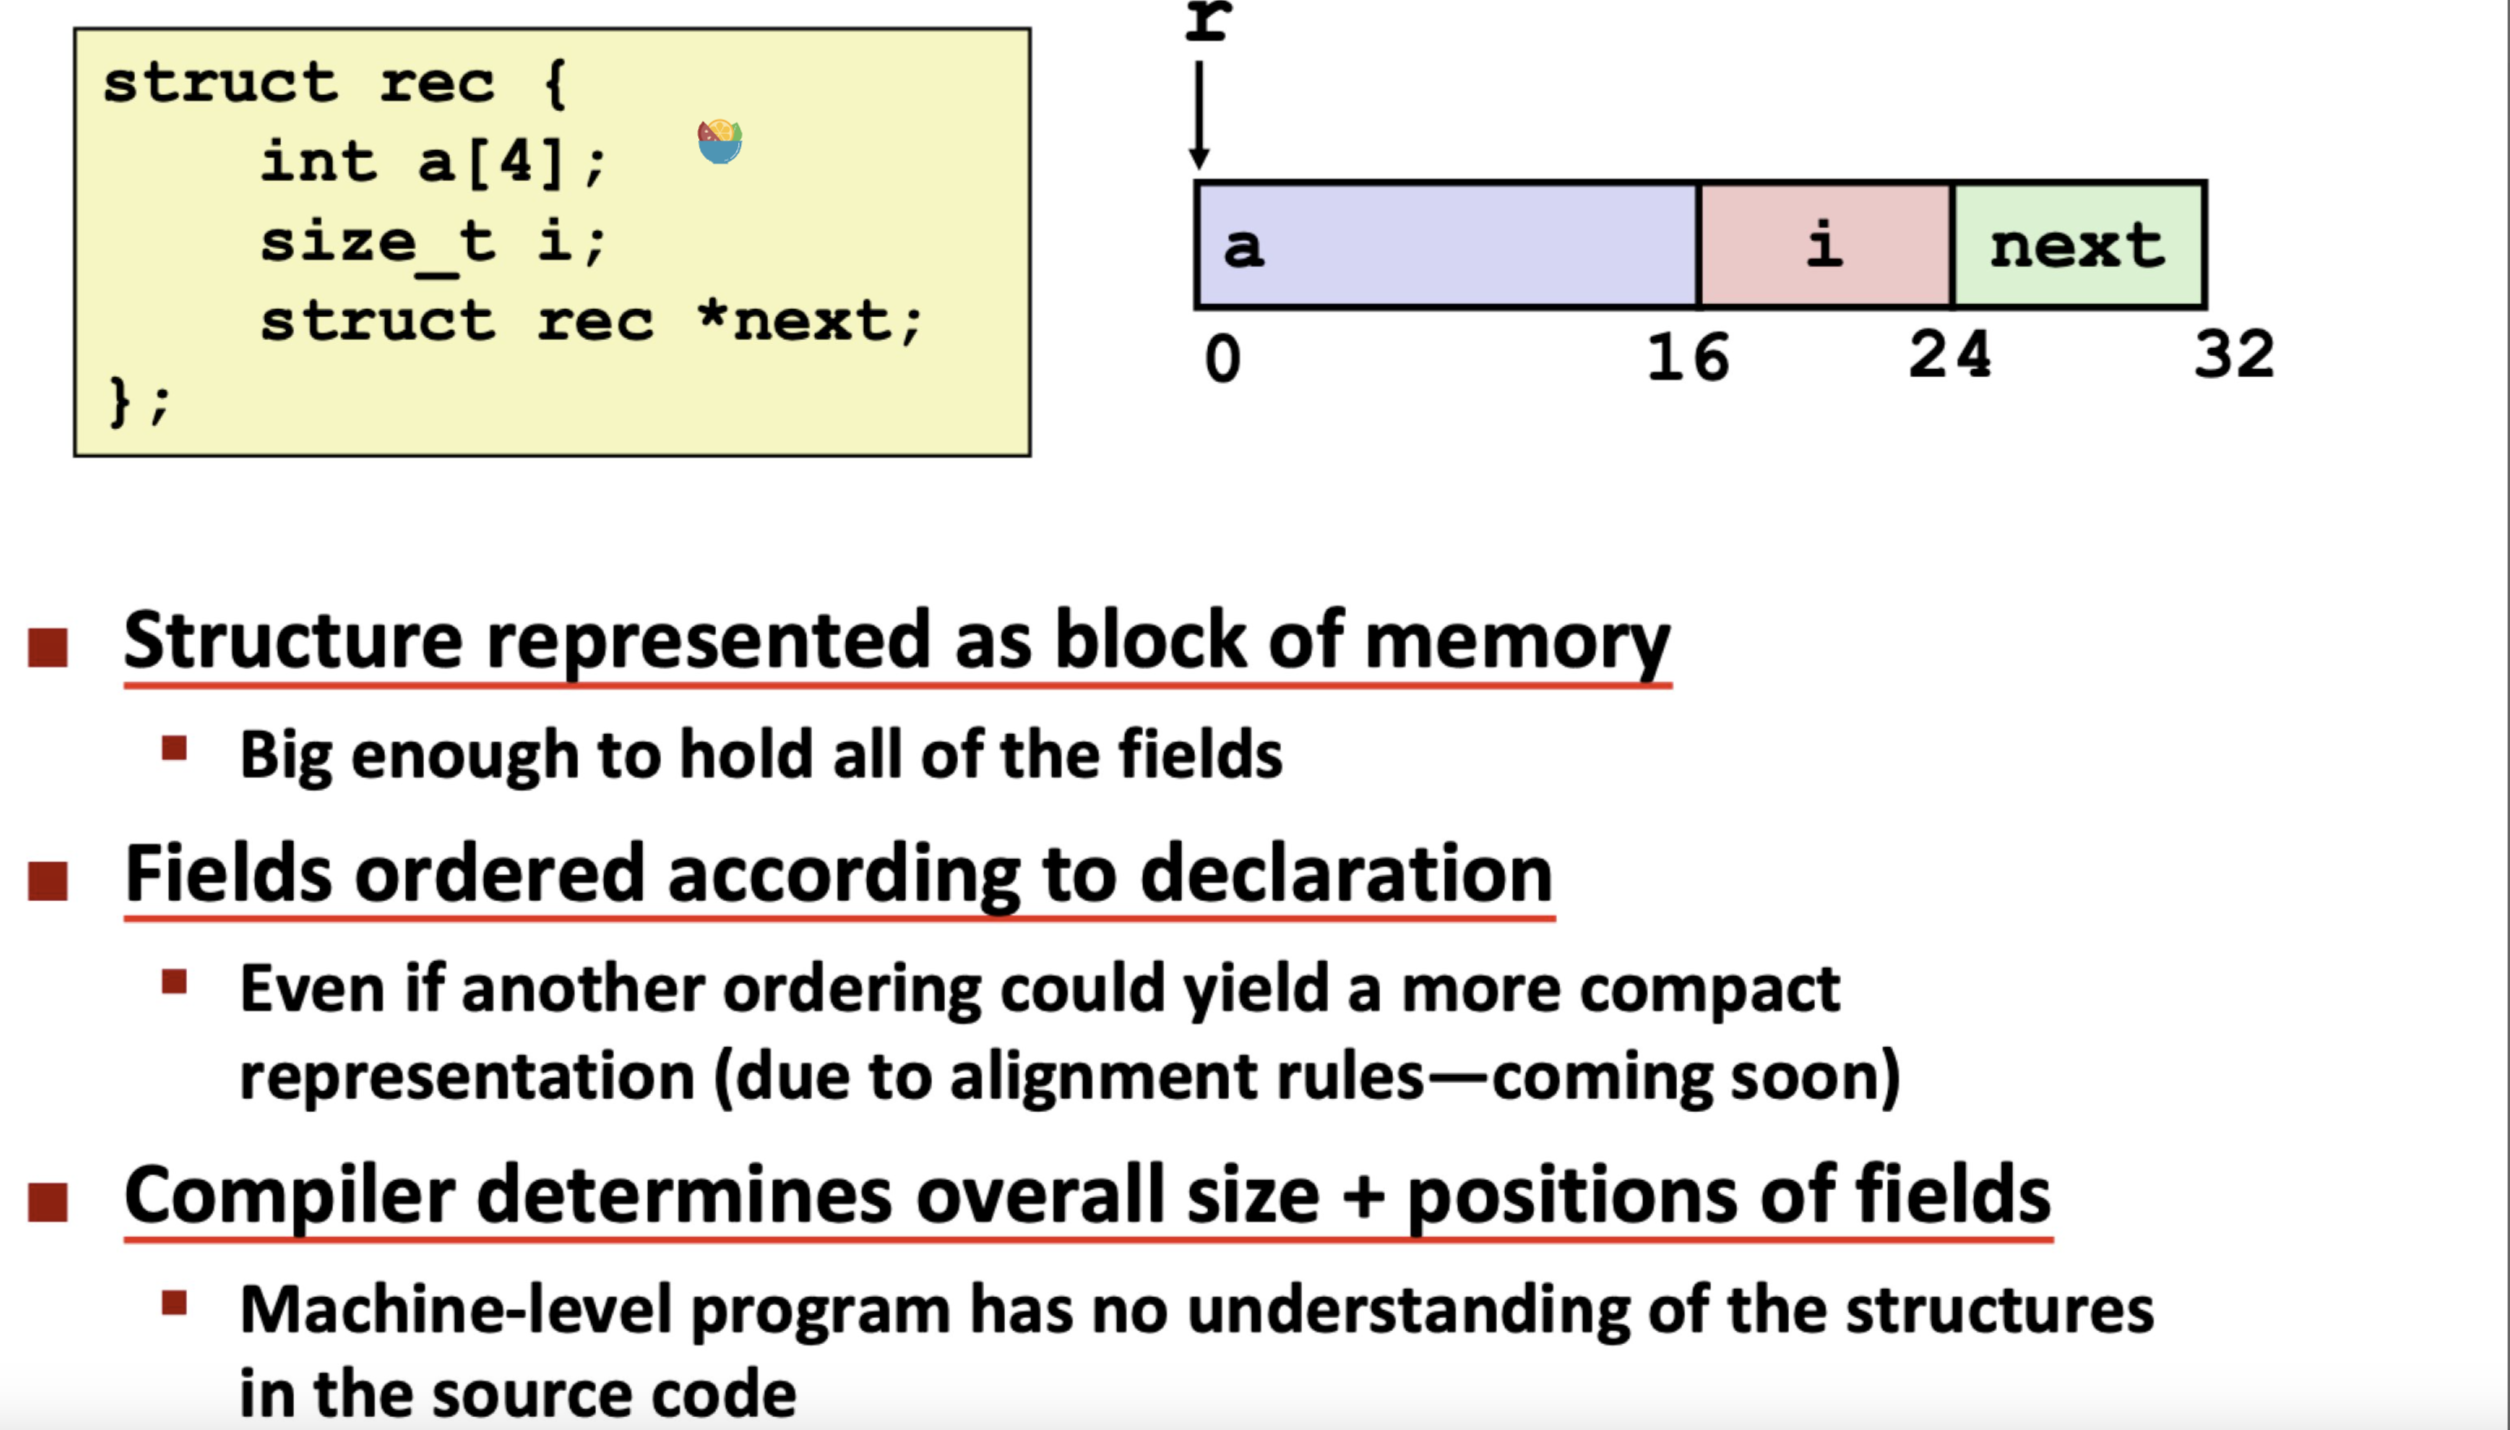 struct rec {
int a[4];
size_t i;
struct rec *next;
};
r
a i next
0 16 24 32
Structure represented as block of memory
Big enough to hold all of the fields
Fields ordered according to declaration
Even if another ordering could yield a more compact
representation (due to alignment rules—coming soon)
Compiler determines overall size + positions of fields
Machine-level program has no understanding of the structures
in the source code